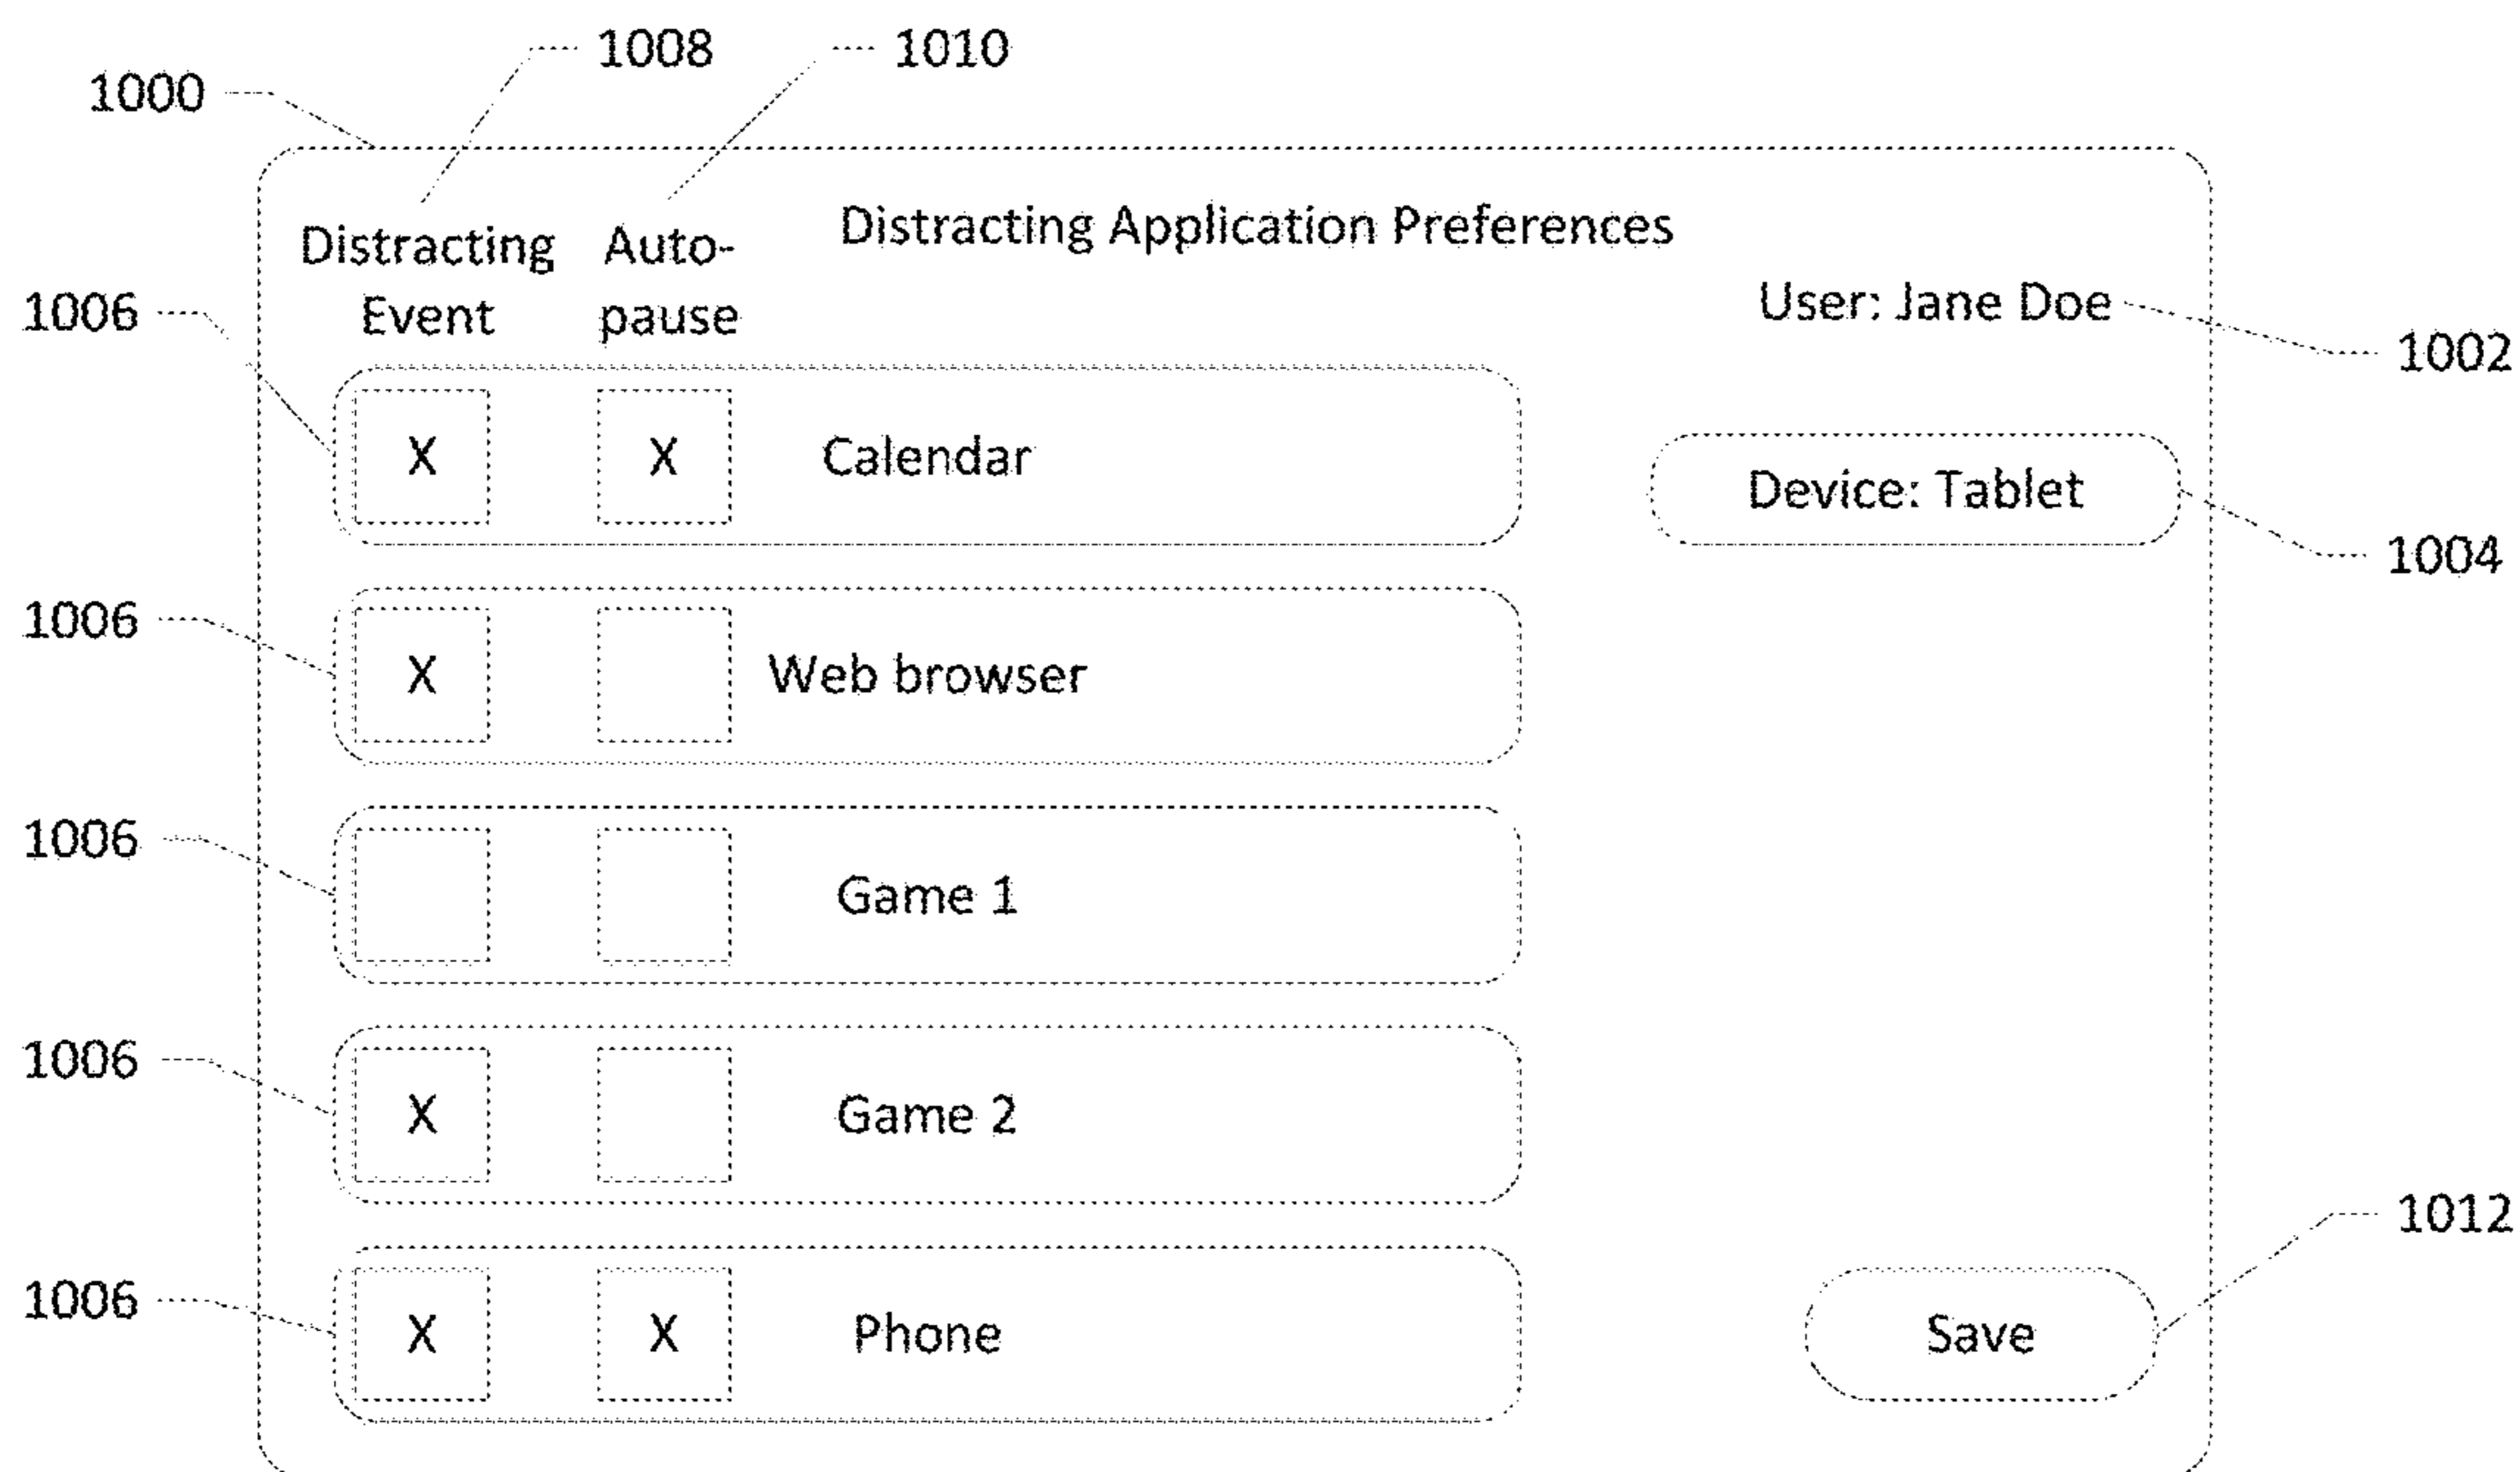 1008
1010
1000
Distracting Application Preferences
Distracting
Event
Auto-
pause
User: Jane Doe
1002
1006
X X Calendar
Device: Tablet
1004
1006
X Web browser
1006
Game 1
1006
X Game 2
1012
1006
X X Phone
Save